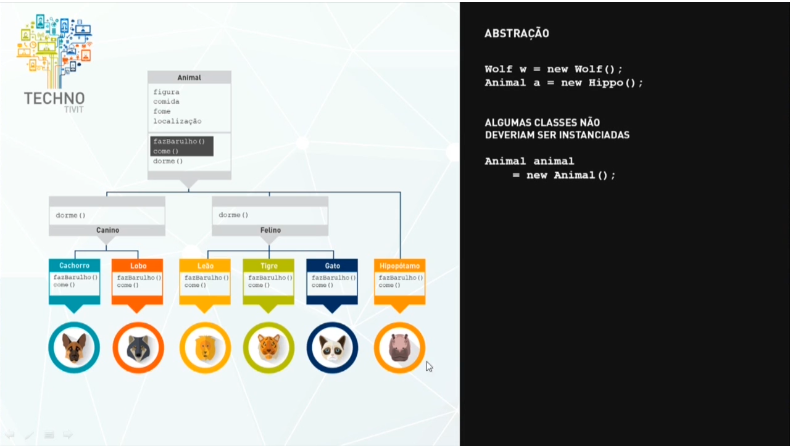 TECHNO
TIVIT
Animal
figura
comida
fome
localização
fazBarulho()
come()
dorme()
dorme()
Canino
dorme()
Felino
Cachorro
fazBarulho()
come()
Lobo
fazBarulho()
come()
Leão
fazBarulho()
come()
Tigre
fazBarulho()
come()
Gato
fazBarulho()
come()
Hipopótamo
fazBarulho()
come()
ABSTRAÇÃO
Wolf w = new Wolf();
Animal a = new Hippo();
ALGUMAS CLASSES NÃO
DEVERIAM SER INSTANCIADAS
Animal animal
= new Animal();